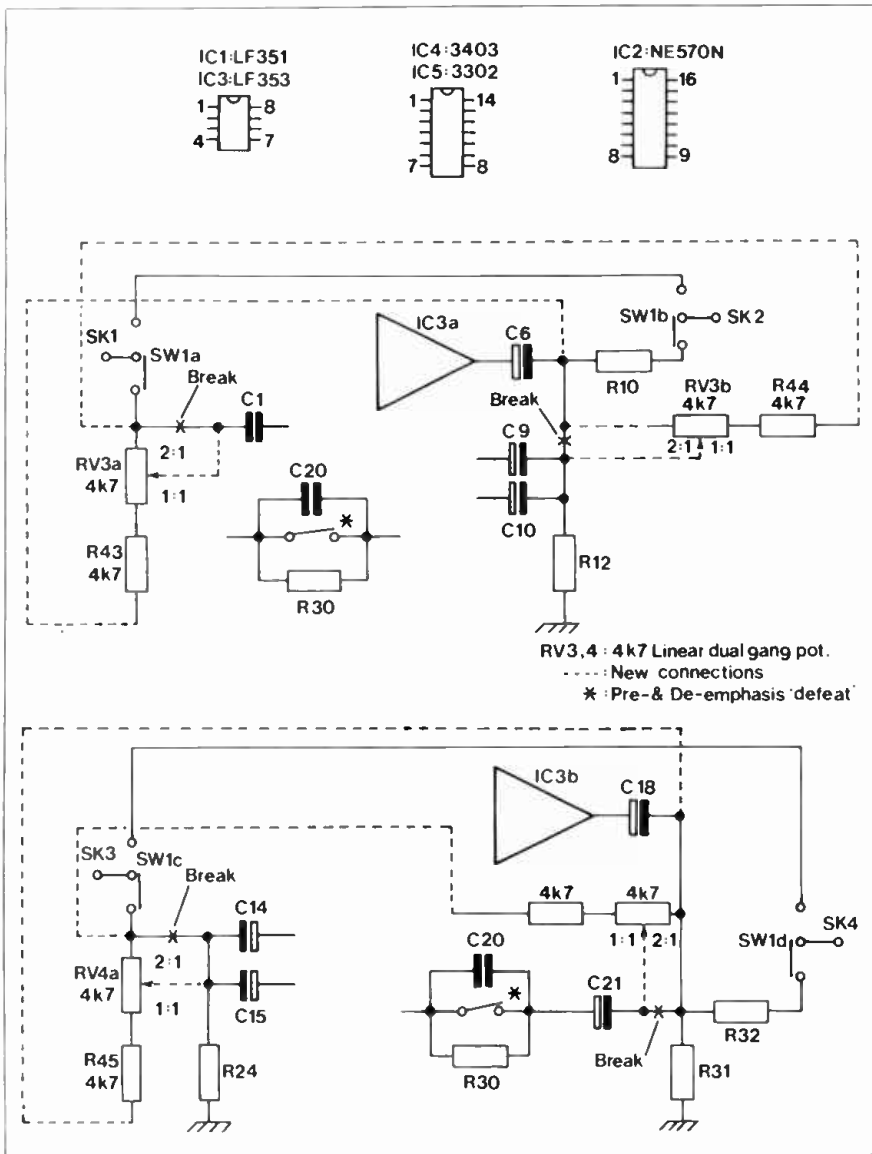 IC1:LF351
IC3:LF353
1 8
4 7
IC4:3403
IC5:3302
1 14
7 8
IC2:NE570N
1 16
8 9
SK1
SW1a
Break
C1
RV3a
4k7
2:1
1:1
R43
4k7
C20
*
R30
IC3a
C6
Break
C9
C10
R12
R10
SW1b
SK2
RV3b
4k7
R44
4k7
2:1 1:1
RV3,4 : 4k7 Linear dual gang pot.
----- : New connections
* : Pre-& De-emphasis 'defeat'
SK3
SW1c
Break
C14
2:1
RV4a
4k7
1:1
C15
R45
4k7
R24
IC3b
C18
4k7
4k7
1:1 2:1
C20
*
R30
C21
Break
R31
R32
SW1d
SK4